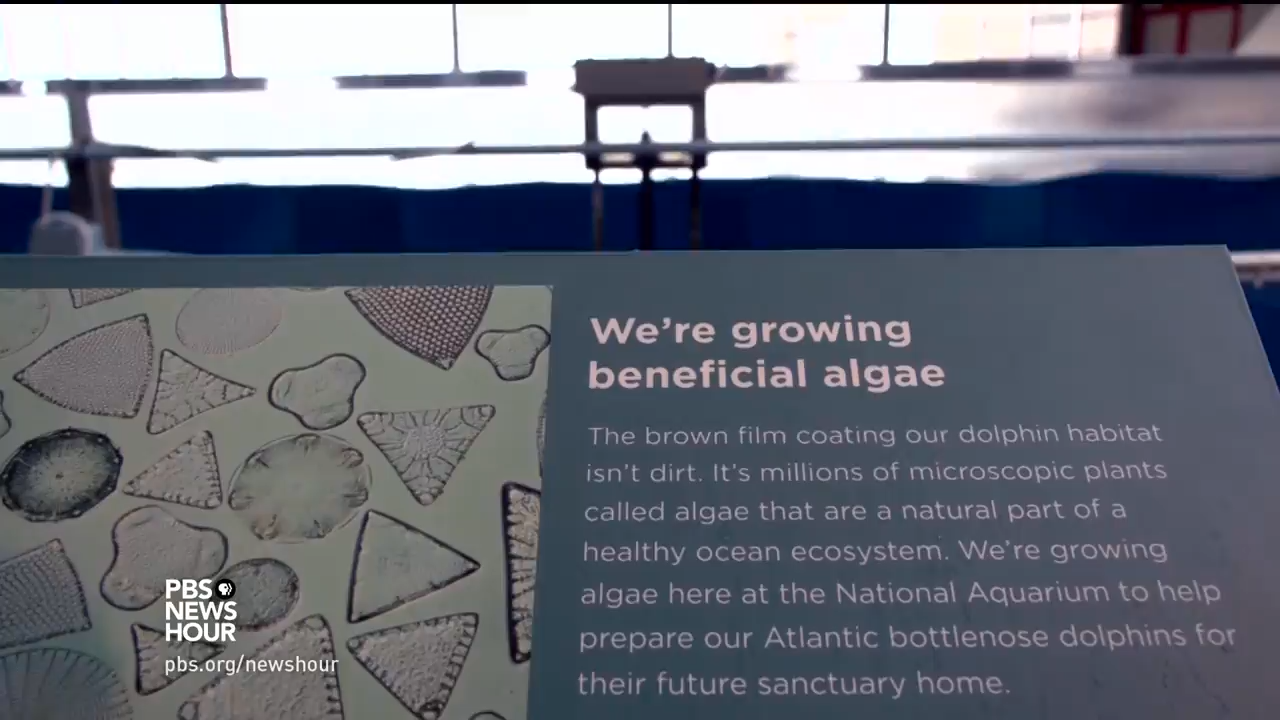 We're growing
beneficial algae
The brown film coating our dolphin habitat
isn't dirt. It's millions of microscopic plants
called algae that are a natural part of a
healthy ocean ecosystem. We're growing
algae here at the National Aquarium to help
prepare our Atlantic bottlenose dolphins for
their future sanctuary home.
PBS
NEWS
HOUR
pbs.org/newshour